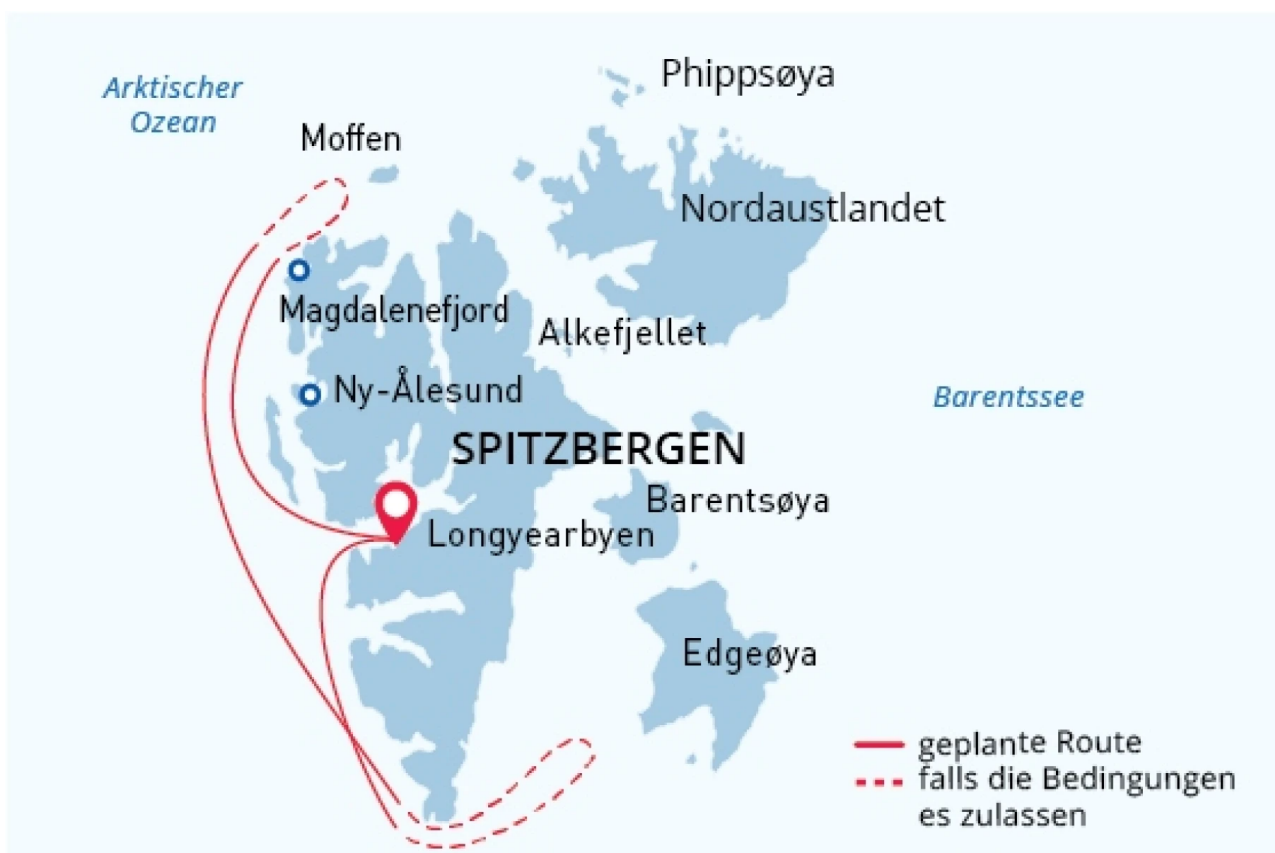 Phippsøya
Arktischer
Ozean
Moffen
Nordaustlandet
Magdalenefjord
Alkefjellet
Ny-Ålesund
Barentssee
SPITZBERGEN
Barentsøya
Longyearbyen
Edgeøya
geplante Route
falls die Bedingungen
es zulassen